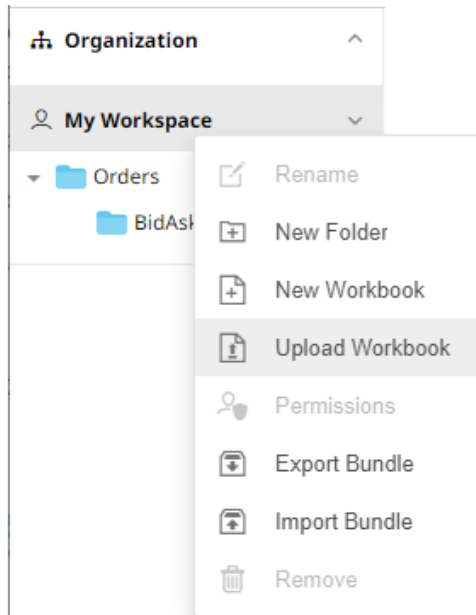 Organization
My Workspace
Orders
BidAsk
Rename
New Folder
New Workbook
Upload Workbook
Permissions
Export Bundle
Import Bundle
Remove